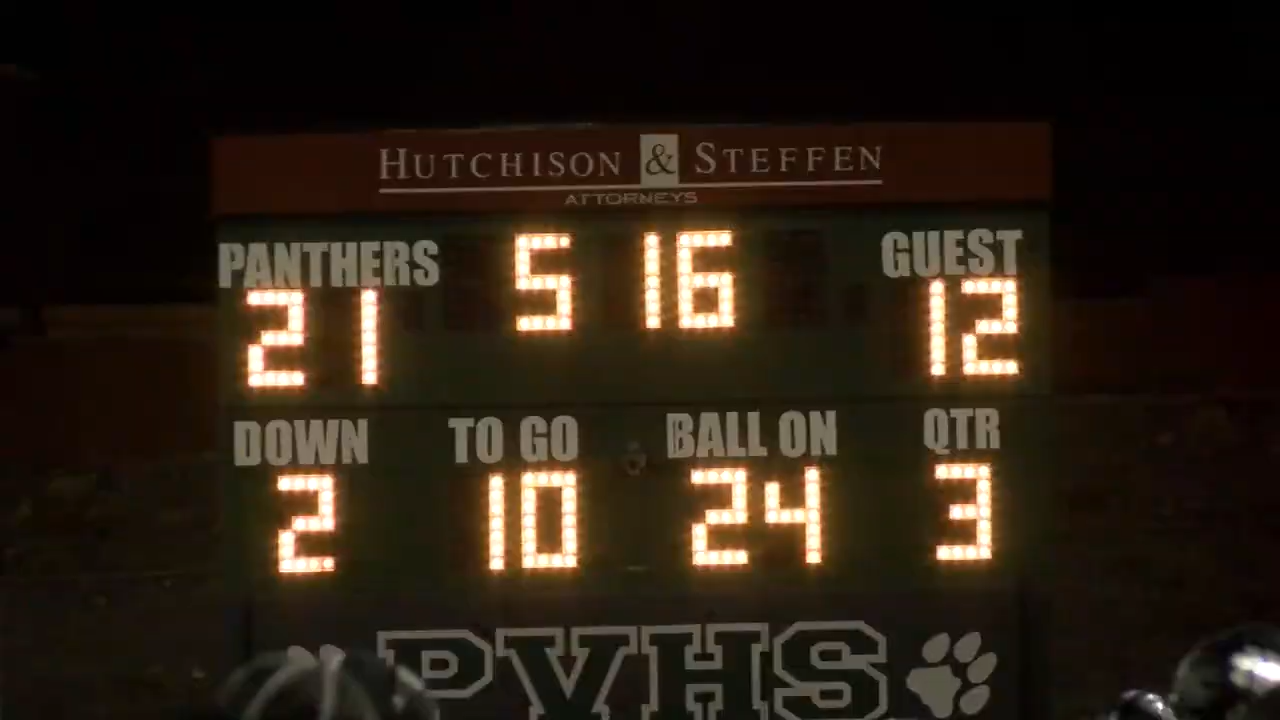 HUTCHISON & STEFFEN
ATTORNEYS
PANTHERS 5 16 GUEST
21 12
DOWN TO GO BALL ON QTR
2 10 24 3
PVHS